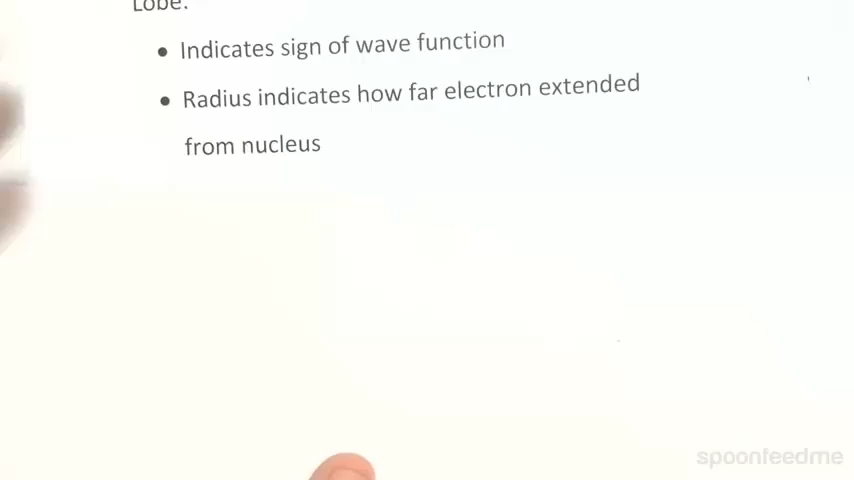 Lobe:
• Indicates sign of wave function
• Radius indicates how far electron extended
from nucleus
spoonfeedme